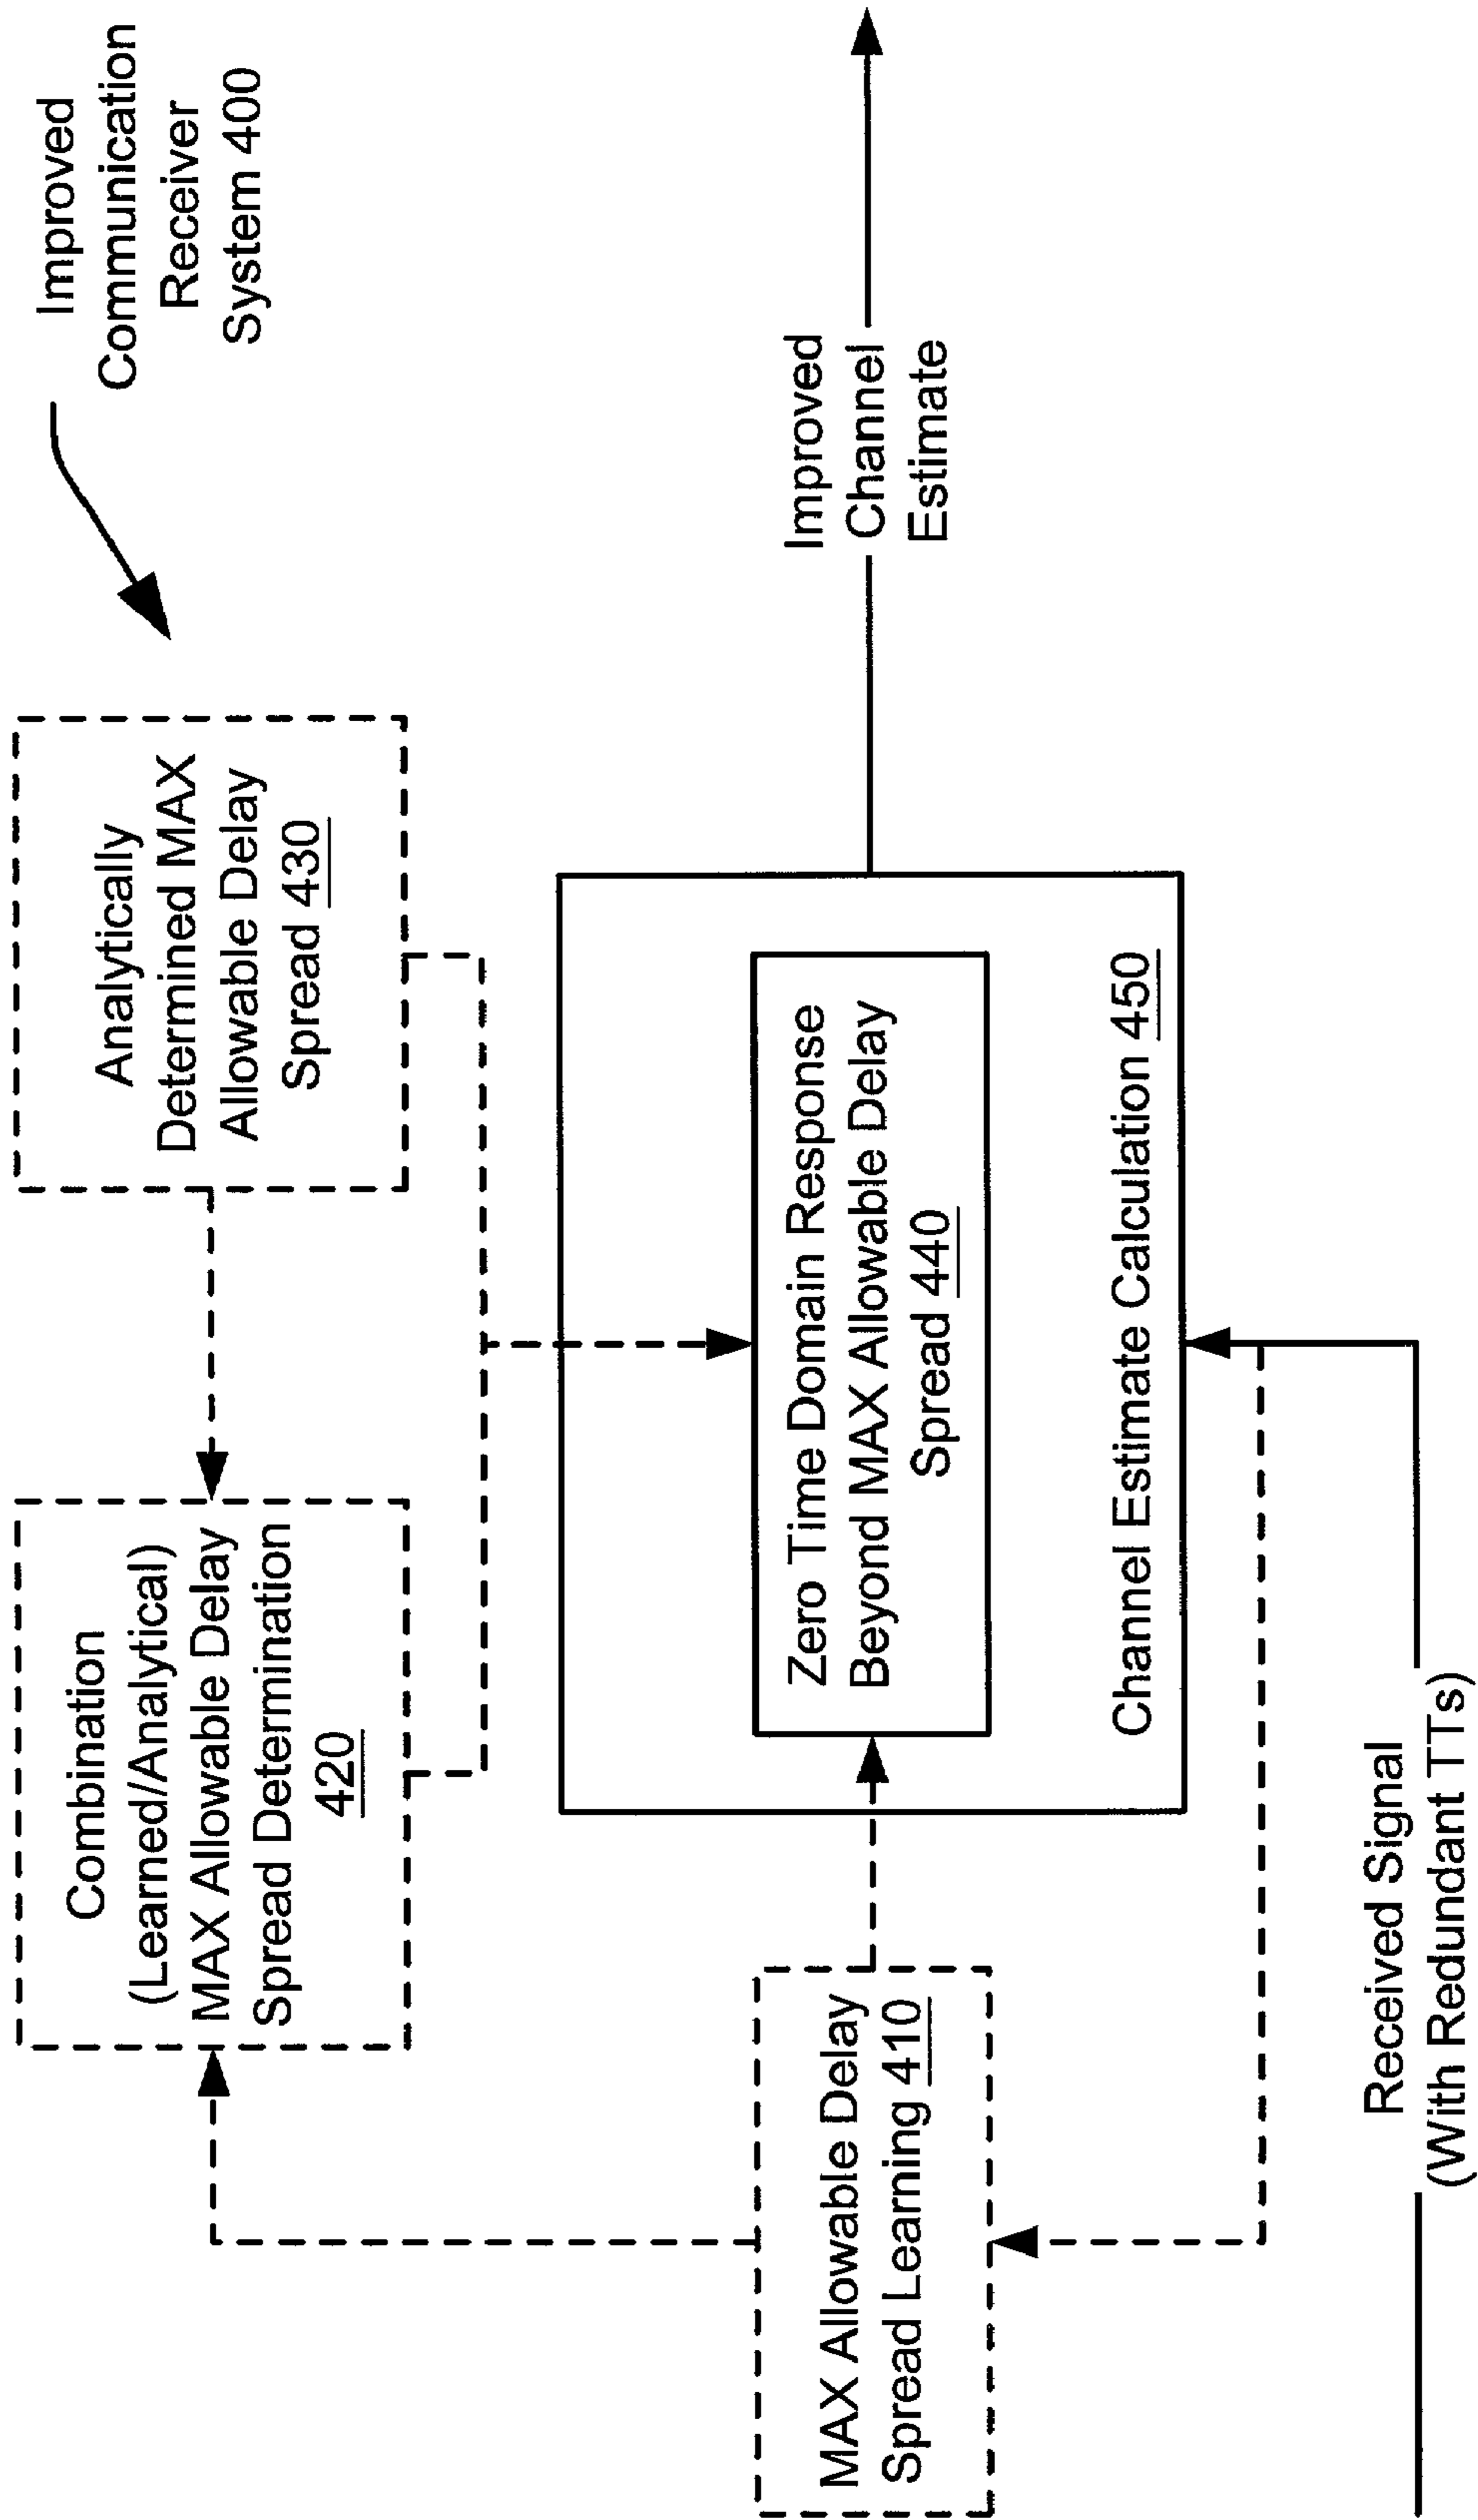 Improved
Communication
Receiver
System 400
Combination
(Learned/Analytical)
MAX Allowable Delay
Spread Determination
420
Analytically
Determined MAX
Allowable Delay
Spread 430
MAX Allowable Delay
Spread Learning 410
Zero Time Domain Response
Beyond MAX Allowable Delay
Spread 440
Channel Estimate Calculation 450
Improved
Channel
Estimate
Received Signal
(With Redundant TTs)